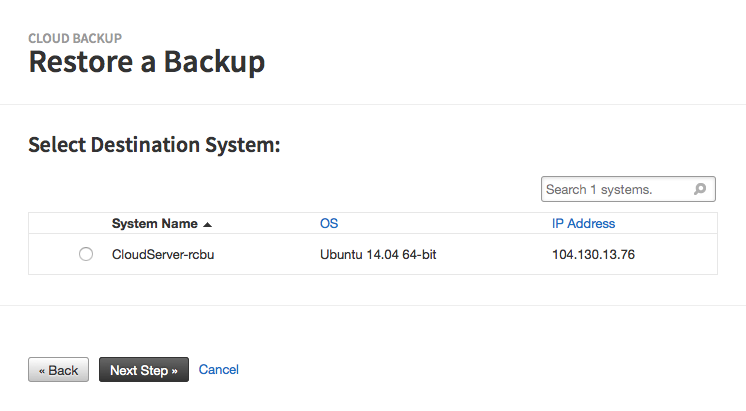 CLOUD BACKUP
Restore a Backup
Select Destination System:
Search 1 systems.
System Name OS IP Address
CloudServer-rcbu Ubuntu 14.04 64-bit 104.130.13.76
« Back Next Step » Cancel